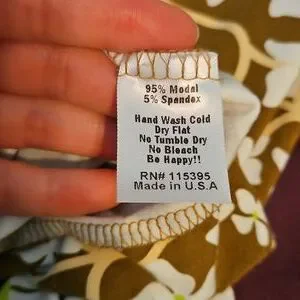 95% Modal
5% Spandex
Hand Wash Cold
Dry Flat
No Tumble Dry
No Bleach
Be Happy!!
RN# 115395
Made in U.S.A